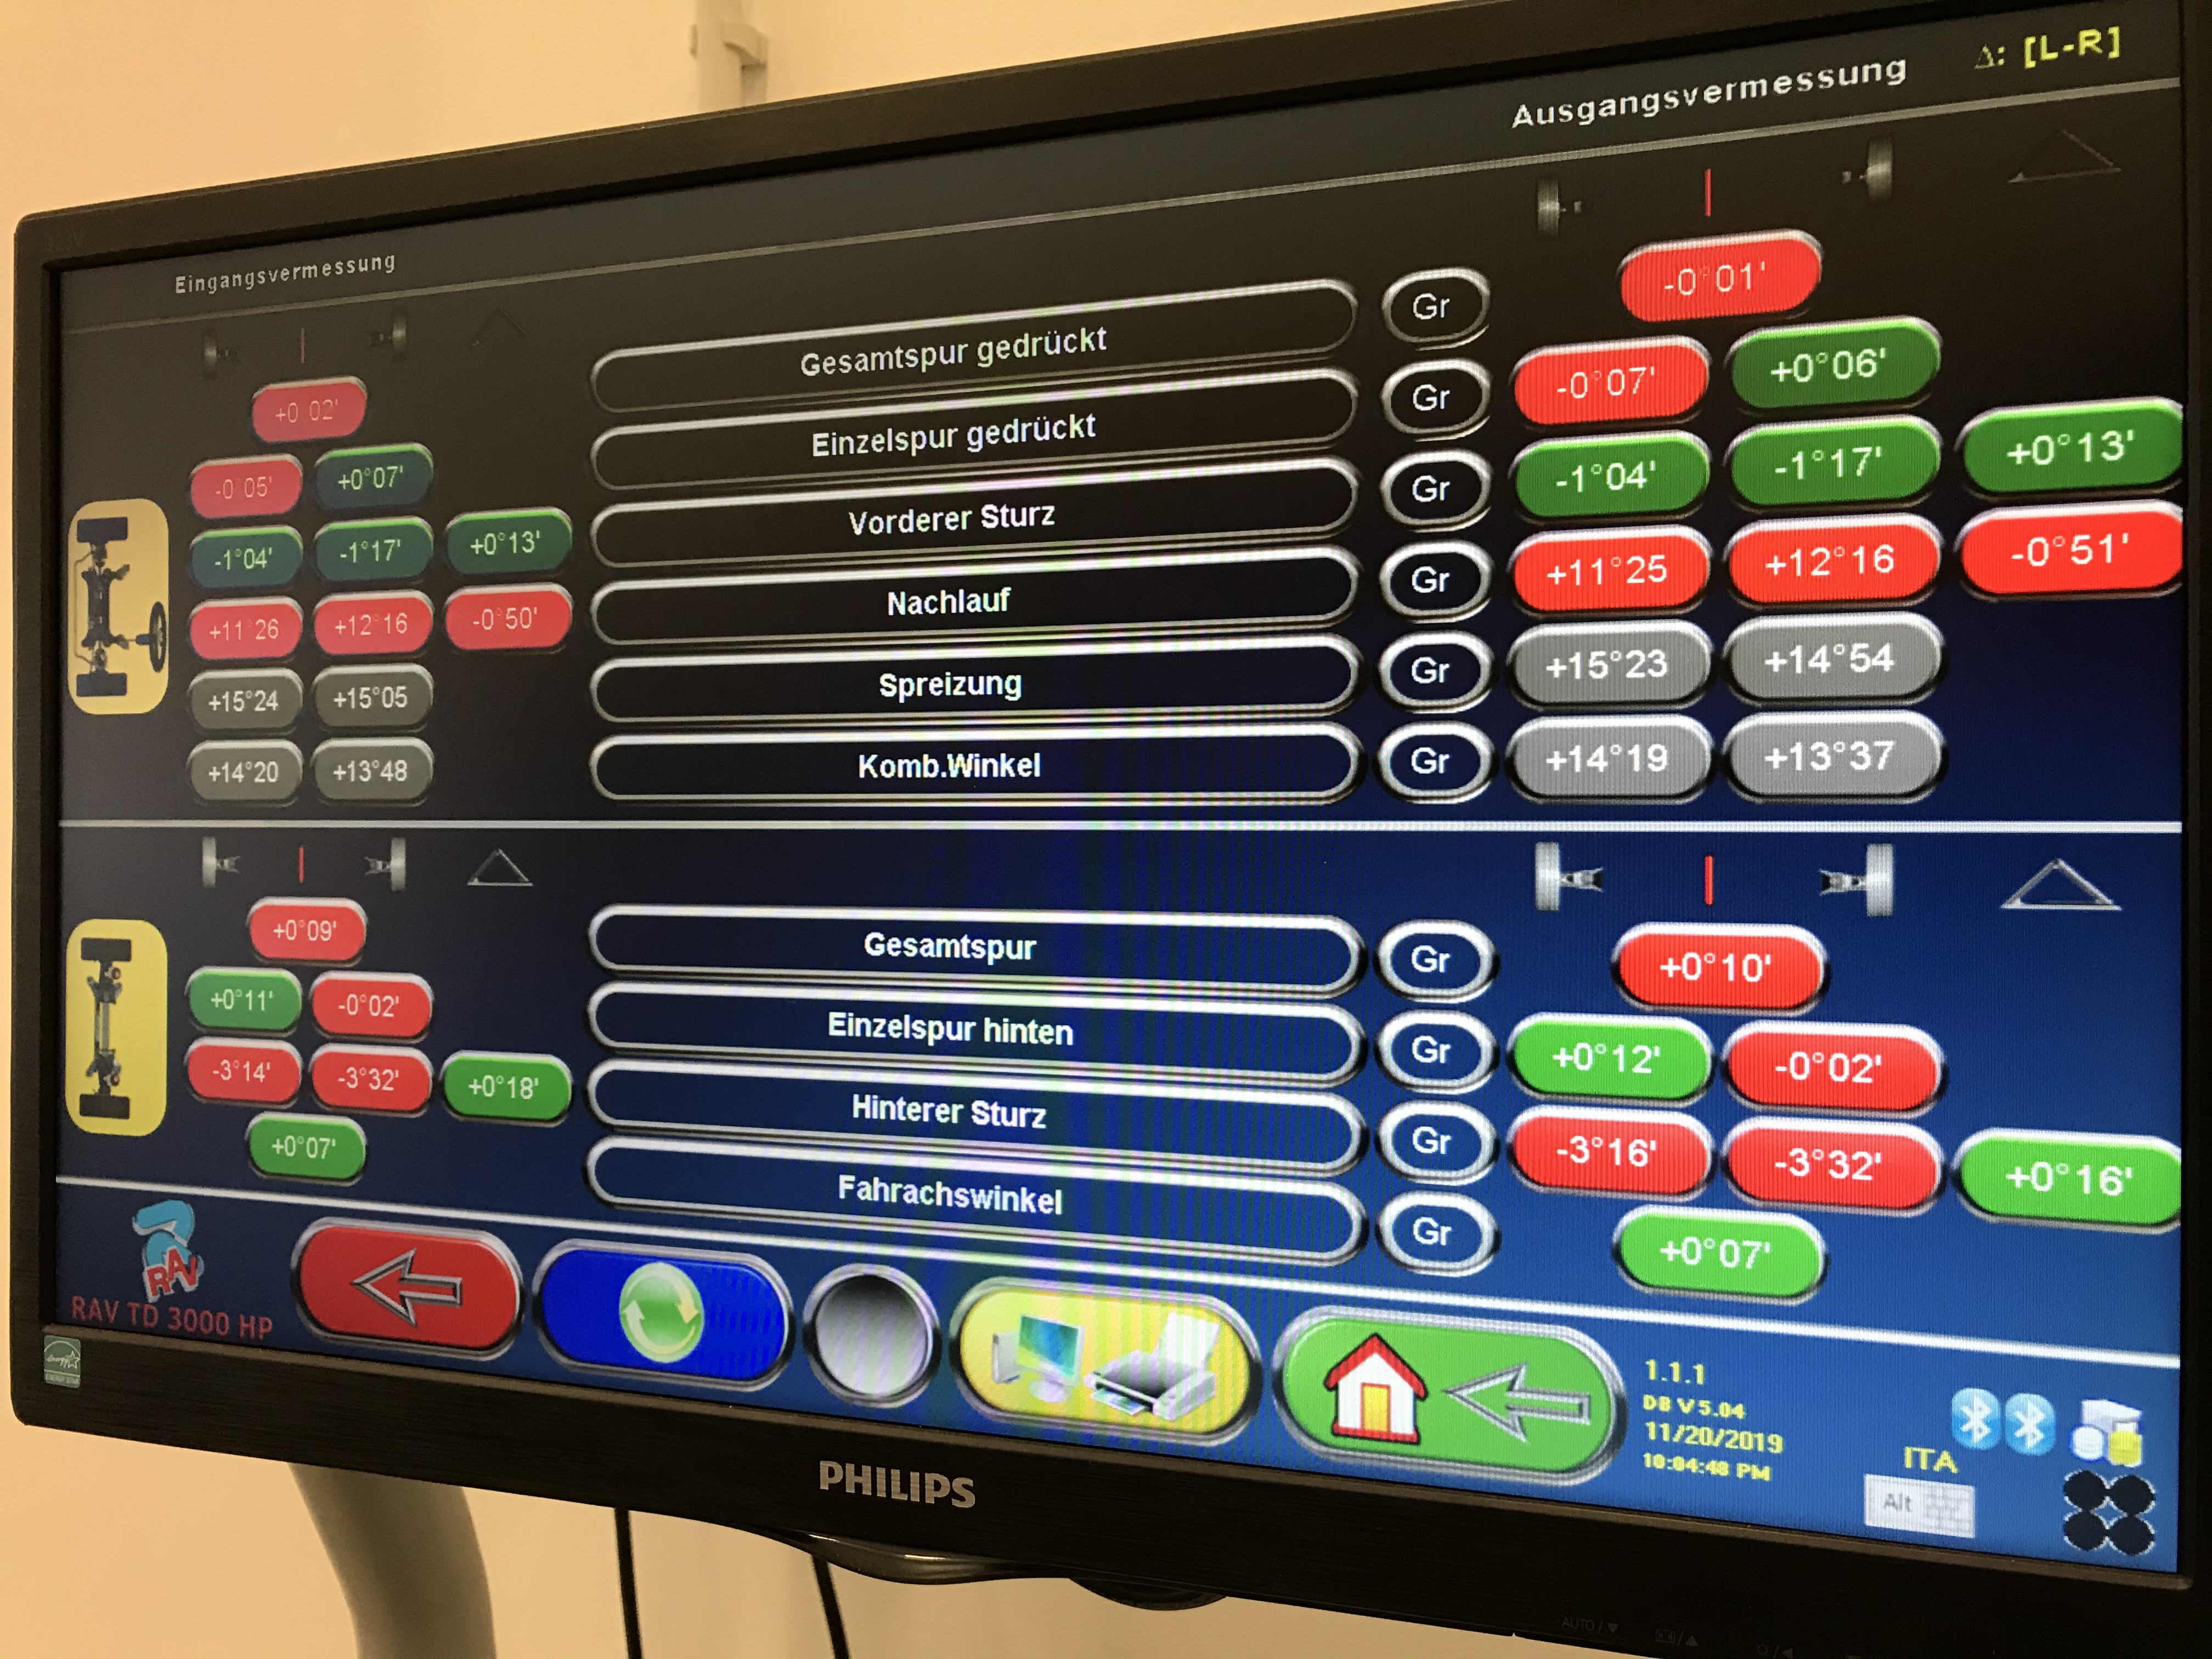 Eingangsvermessung
Ausgangsvermessung
Δ: [L-R]
+0°02'
Gesamtspur gedrückt
Gr
-0°01'
-0°05' +0°07'
Einzelspur gedrückt
Gr
-0°07' +0°06'
-1°04' -1°17' +0°13'
Vorderer Sturz
Gr
-1°04' -1°17' +0°13'
+11°26 +12°16 -0°50'
Nachlauf
Gr
+11°25 +12°16 -0°51'
+15°24 +15°05
Spreizung
Gr
+15°23 +14°54
+14°20 +13°48
Komb.Winkel
Gr
+14°19 +13°37
+0°09'
Gesamtspur
Gr
+0°10'
+0°11' -0°02'
Einzelspur hinten
Gr
+0°12' -0°02'
-3°14' -3°32' +0°18'
Hinterer Sturz
Gr
-3°16' -3°32' +0°16'
+0°07'
Fahrachswinkel
Gr
+0°07'
RAV
RAV TD 3000 HP
1.1.1
DB V 5.04
11/20/2019
10:04:48 PM
ITA
Alt
PHILIPS
AUTO/▼